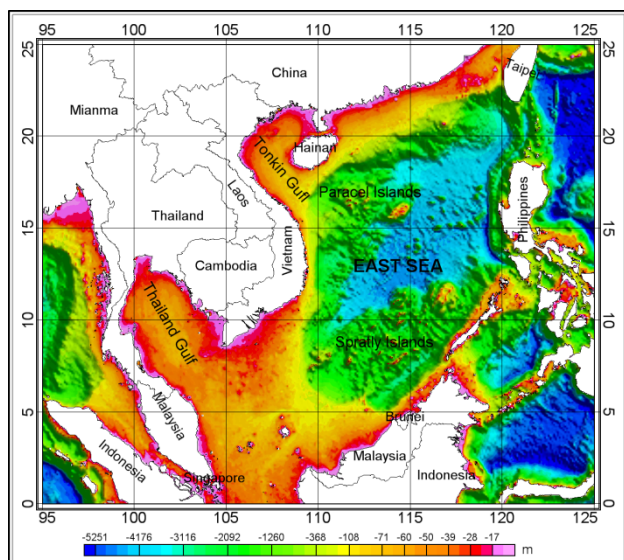 95 100 105 110 115 120 125
25 25
China
Taipei
Mianma
20 20
Hainan
Tonkin Gulf
Laos
Paracel Islands
Philippines
Thailand
15 15
Vietnam
Cambodia
EAST SEA
Thailand Gulf
10 10
Spratly Islands
Malaysia
5 5
Brunei
Indonesia
Malaysia
Singapore
Indonesia
0 0
95 100 105 110 115 120 125
-5251 -4176 -3116 -2092 -1260 -368 -108 -71 -60 -50 -39 -28 -17 m